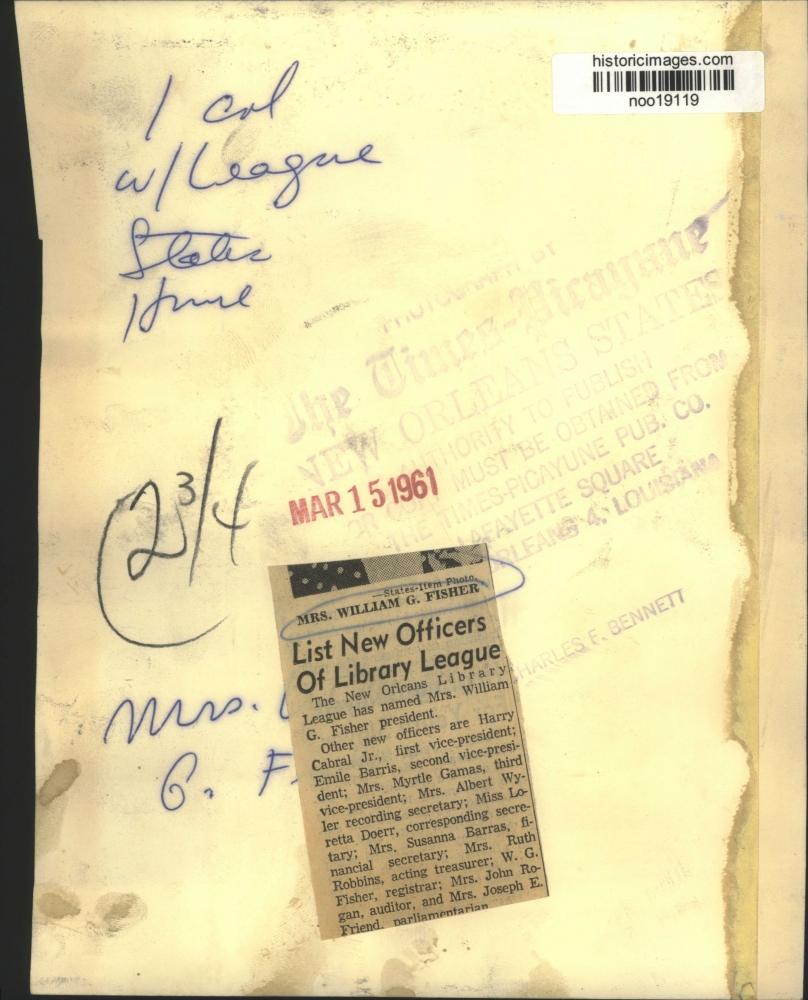 historicimages.com
noo19119
1 col
w/League
States
Home
PHOTOGRAPH BY
The Times-Picayune
NEW ORLEANS STATES
AUTHORITY TO PUBLISH
MUST BE OBTAINED FROM
THE TIMES-PICAYUNE PUB. CO.
LAFAYETTE SQUARE
ORLEANS 4, LOUISIANA
MAR 15 1961
2 3/4
—States-Item Photo.
MRS. WILLIAM G. FISHER
List New Officers
Of Library League
The New Orleans Library
League has named Mrs. William
G. Fisher president.
Other new officers are Harry
Cabral Jr., first vice-president;
Emile Barris, second vice-presi-
dent; Mrs. Myrtle Gamas, third
vice-president; Mrs. Albert Wy-
ler recording secretary; Miss Lo-
retta Doerr, corresponding secre-
tary; Mrs. Susanna Barras, fi-
nancial secretary; Mrs. Ruth
Robbins, acting treasurer; W. G.
Fisher, registrar; Mrs. John Ro-
gan, auditor, and Mrs. Joseph E.
Friend, parliamentarian
CHARLES F. BENNETT
Mrs.
G. F